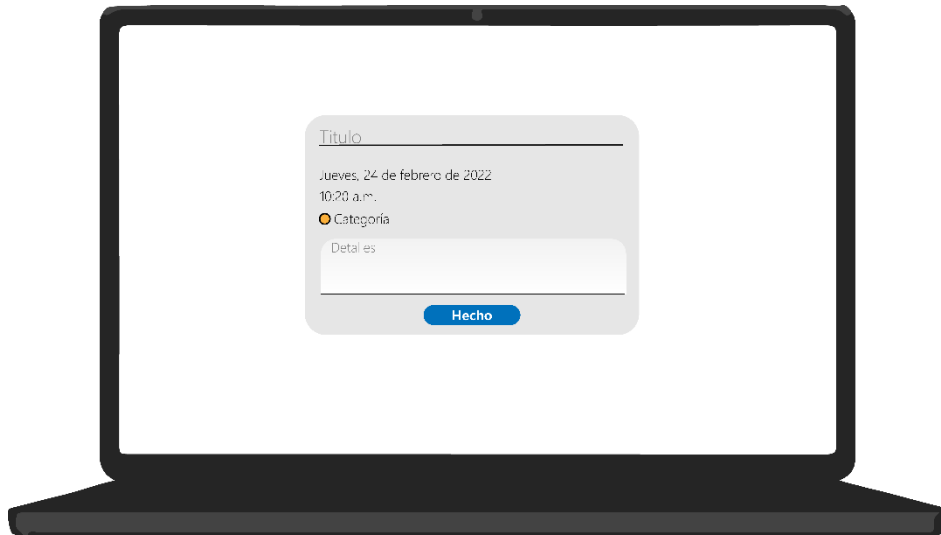 Titulo
Jueves, 24 de febrero de 2022
10:20 a.m.
Categoría
Detalles
Hecho